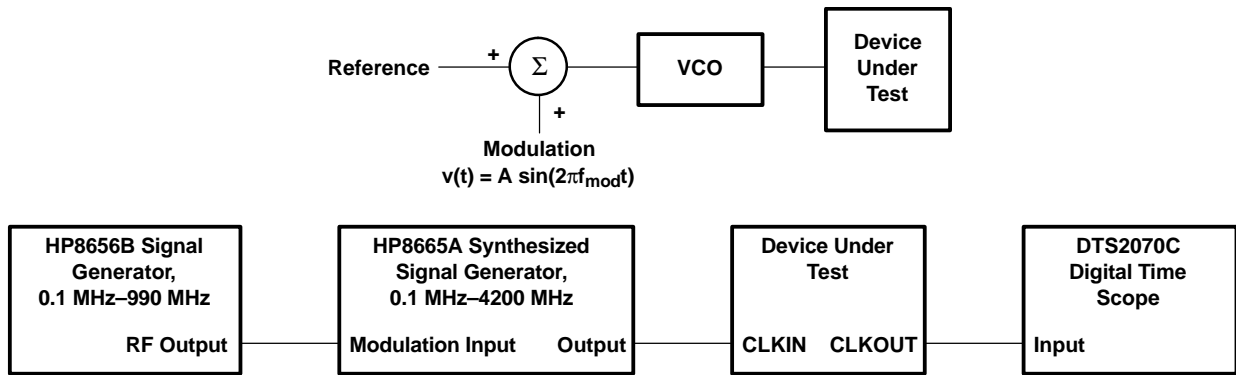 Reference
+
Σ
+
VCO
Device
Under
Test
Modulation
v(t) = A sin(2πfmodt)
HP8656B Signal
Generator,
0.1 MHz–990 MHz
RF Output
HP8665A Synthesized
Signal Generator,
0.1 MHz–4200 MHz
Modulation Input Output
Device Under
Test
CLKIN CLKOUT
DTS2070C
Digital Time
Scope
Input